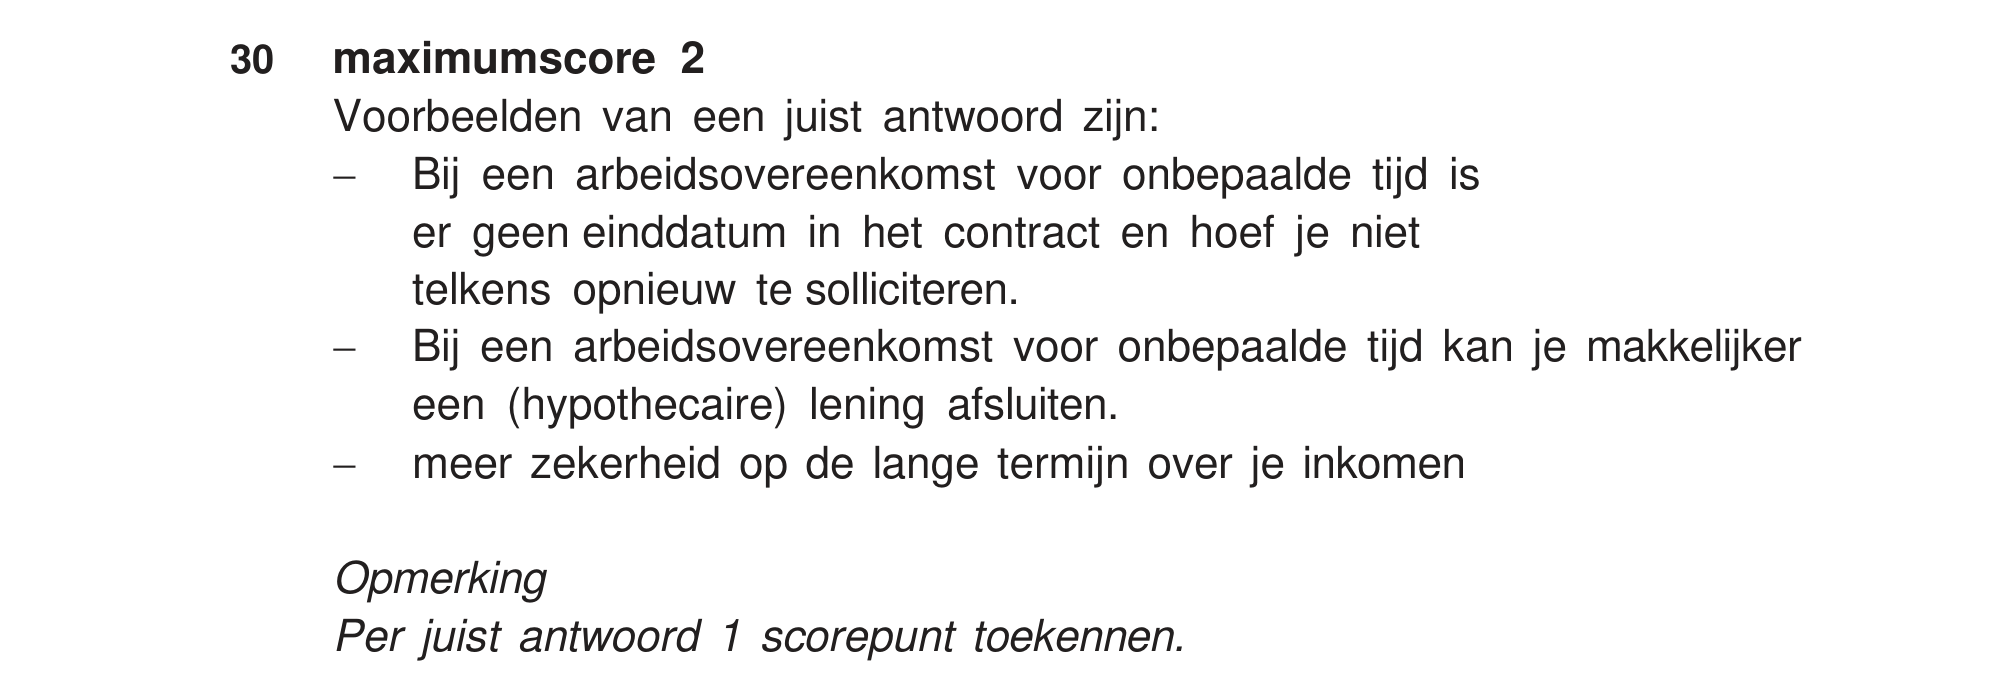 30 maximumscore 2
Voorbeelden van een juist antwoord zijn:
– Bij een arbeidsovereenkomst voor onbepaalde tijd is
er geen einddatum in het contract en hoef je niet
telkens opnieuw te solliciteren.
– Bij een arbeidsovereenkomst voor onbepaalde tijd kan je makkelijker
een (hypothecaire) lening afsluiten.
– meer zekerheid op de lange termijn over je inkomen
Opmerking
Per juist antwoord 1 scorepunt toekennen.